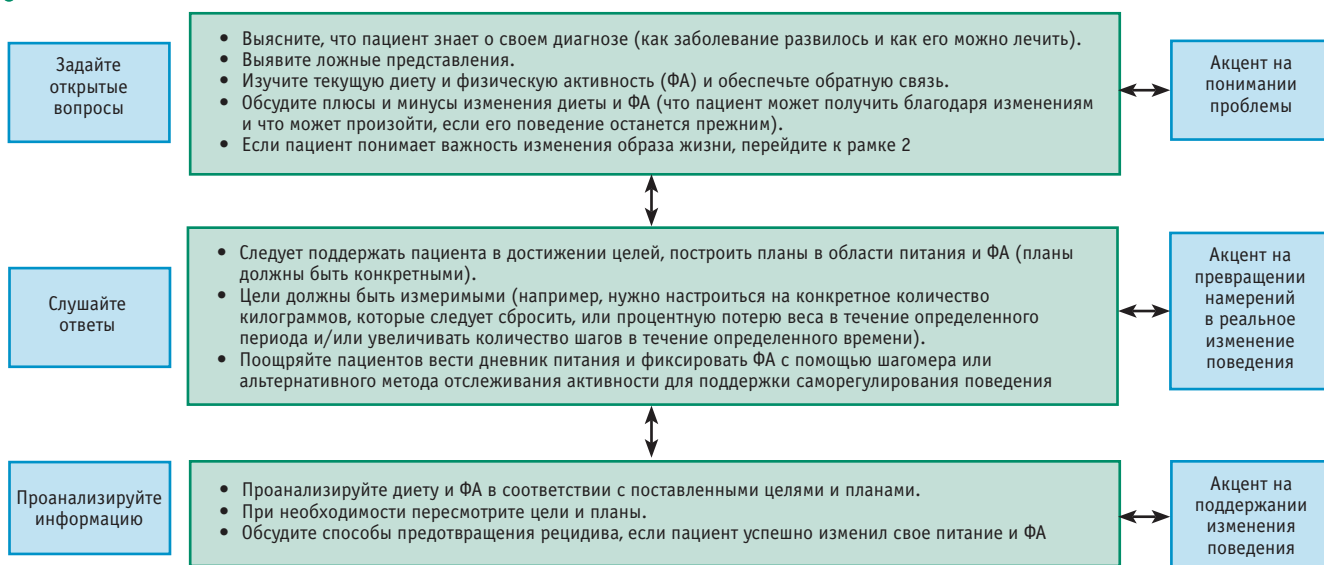 Задайте
открытые
вопросы
• Выясните, что пациент знает о своем диагнозе (как заболевание развилось и как его можно лечить).
• Выявите ложные представления.
• Изучите текущую диету и физическую активность (ФА) и обеспечьте обратную связь.
• Обсудите плюсы и минусы изменения диеты и ФА (что пациент может получить благодаря изменениям
и что может произойти, если его поведение останется прежним).
• Если пациент понимает важность изменения образа жизни, перейдите к рамке 2
Акцент на
понимании
проблемы
Слушайте
ответы
• Следует поддержать пациента в достижении целей, построить планы в области питания и ФА (планы
должны быть конкретными).
• Цели должны быть измеримыми (например, нужно настроиться на конкретное количество
килограммов, которые следует сбросить, или процентную потерю веса в течение определенного
периода и/или увеличивать количество шагов в течение определенного времени).
• Поощряйте пациентов вести дневник питания и фиксировать ФА с помощью шагомера или
альтернативного метода отслеживания активности для поддержки саморегулирования поведения
Акцент на
превращении
намерений
в реальное
изменение
поведения
Проанализируйте
информацию
• Проанализируйте диету и ФА в соответствии с поставленными целями и планами.
• При необходимости пересмотрите цели и планы.
• Обсудите способы предотвращения рецидива, если пациент успешно изменил свое питание и ФА
Акцент на
поддержании
изменения
поведения